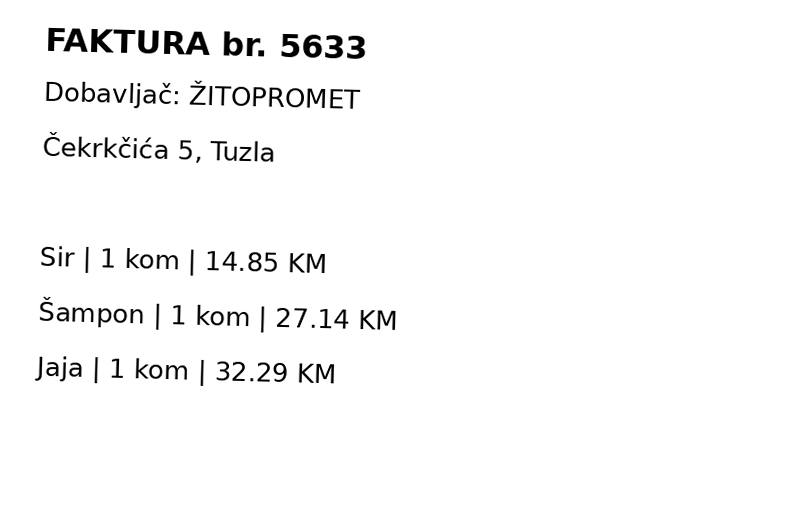 FAKTURA br. 5633
Dobavljač: ŽITOPROMET
Čekrkčića 5, Tuzla
Sir | 1 kom | 14.85 KM
Šampon | 1 kom | 27.14 KM
Jaja | 1 kom | 32.29 KM